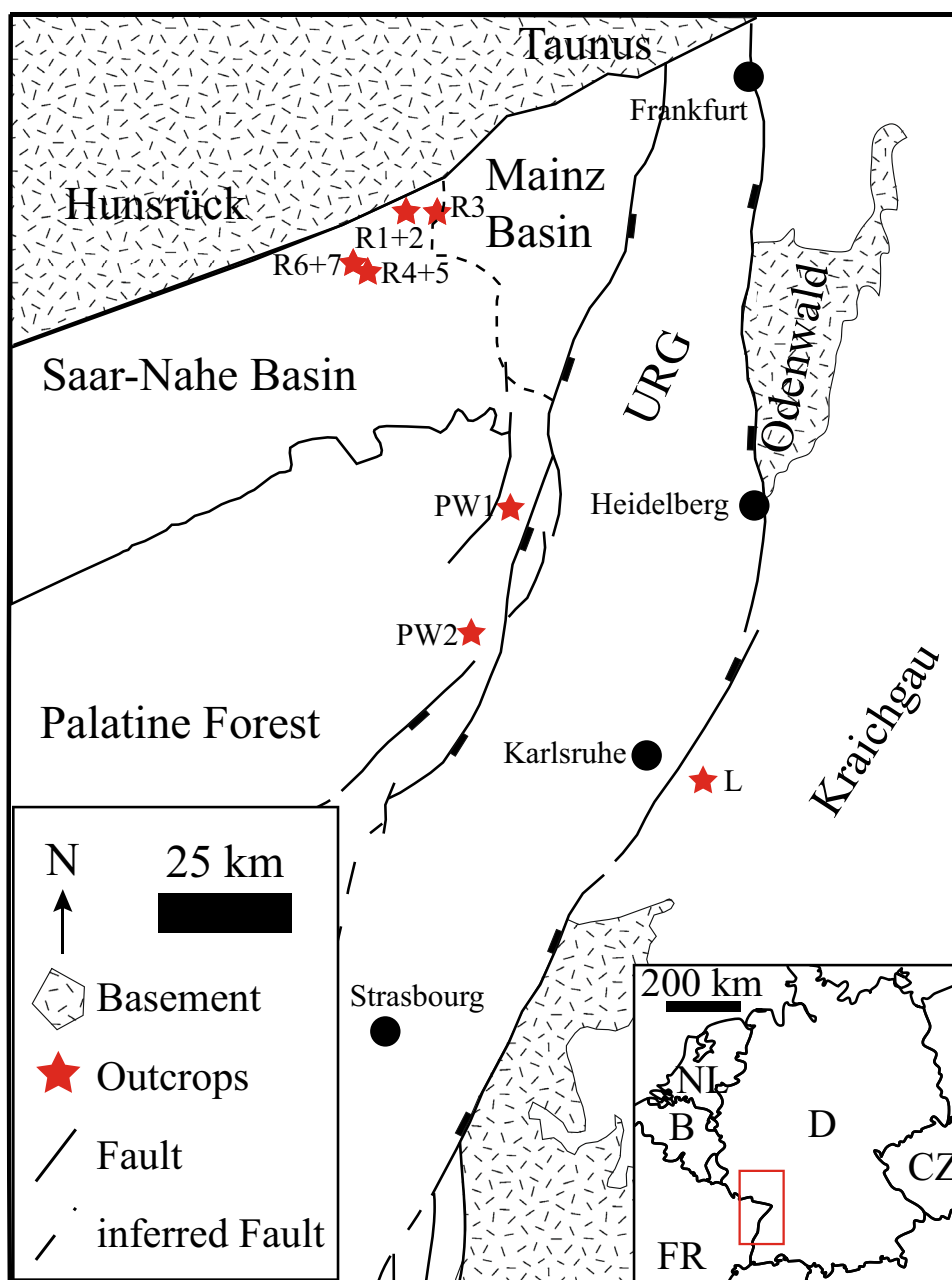 Taunus
Frankfurt
Mainz
Basin
Hunsrück
R3
R1+2
R6+7
R4+5
Odenwald
URG
Saar-Nahe Basin
PW1
Heidelberg
PW2
Palatine Forest
Karlsruhe
L
Kraichgau
N
25 km
Basement
Strasbourg
Outcrops
Fault
inferred Fault
200 km
NL
B
D
CZ
FR